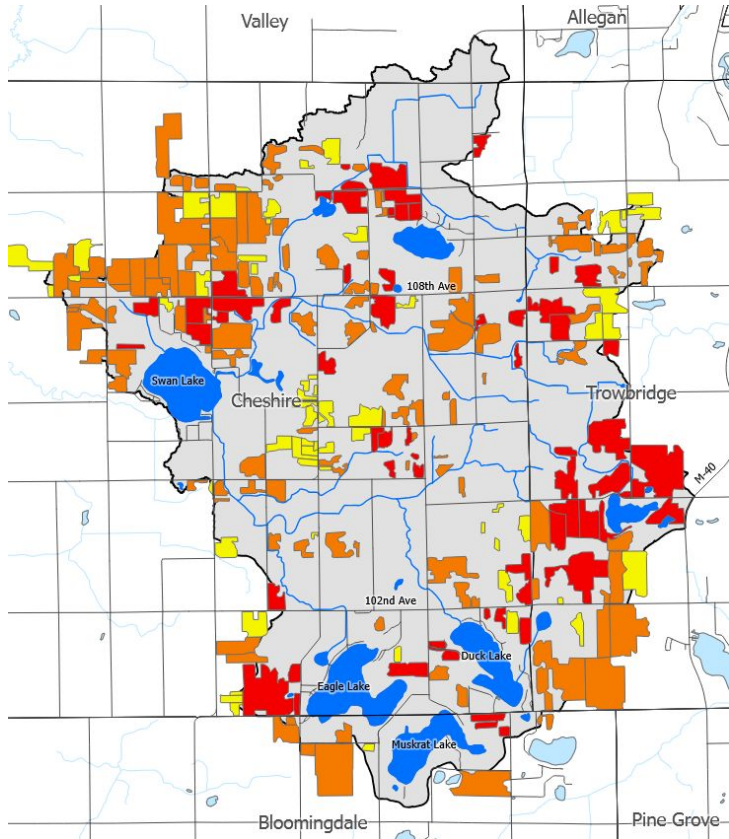 Valley
Allegan
108th Ave
Swan Lake
Cheshire
Trowbridge
M-40
102nd Ave
Duck Lake
Eagle Lake
Muskrat Lake
Bloomingdale
Pine Grove